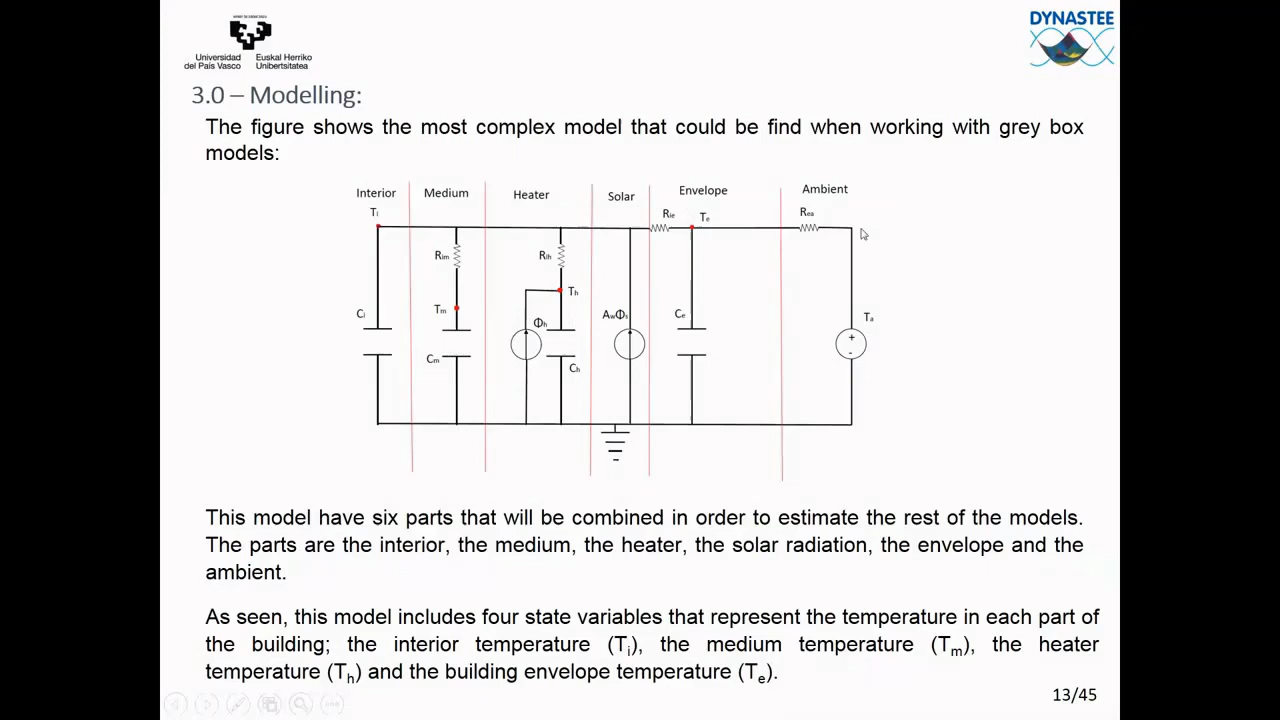 Universidad
del País Vasco
Euskal Herriko
Unibertsitatea
DYNASTEE
3.0 – Modelling:
The figure shows the most complex model that could be find when working with grey box
models:
Interior Medium Heater Solar Envelope Ambient
Ti Rie Te Rea
Rim Rih
Tm Th
Ci Φh AwΦs Ce Ta
+
-
Cm Ch
This model have six parts that will be combined in order to estimate the rest of the models.
The parts are the interior, the medium, the heater, the solar radiation, the envelope and the
ambient.
As seen, this model includes four state variables that represent the temperature in each part of
the building; the interior temperature (Ti), the medium temperature (Tm), the heater
temperature (Th) and the building envelope temperature (Te).
13/45